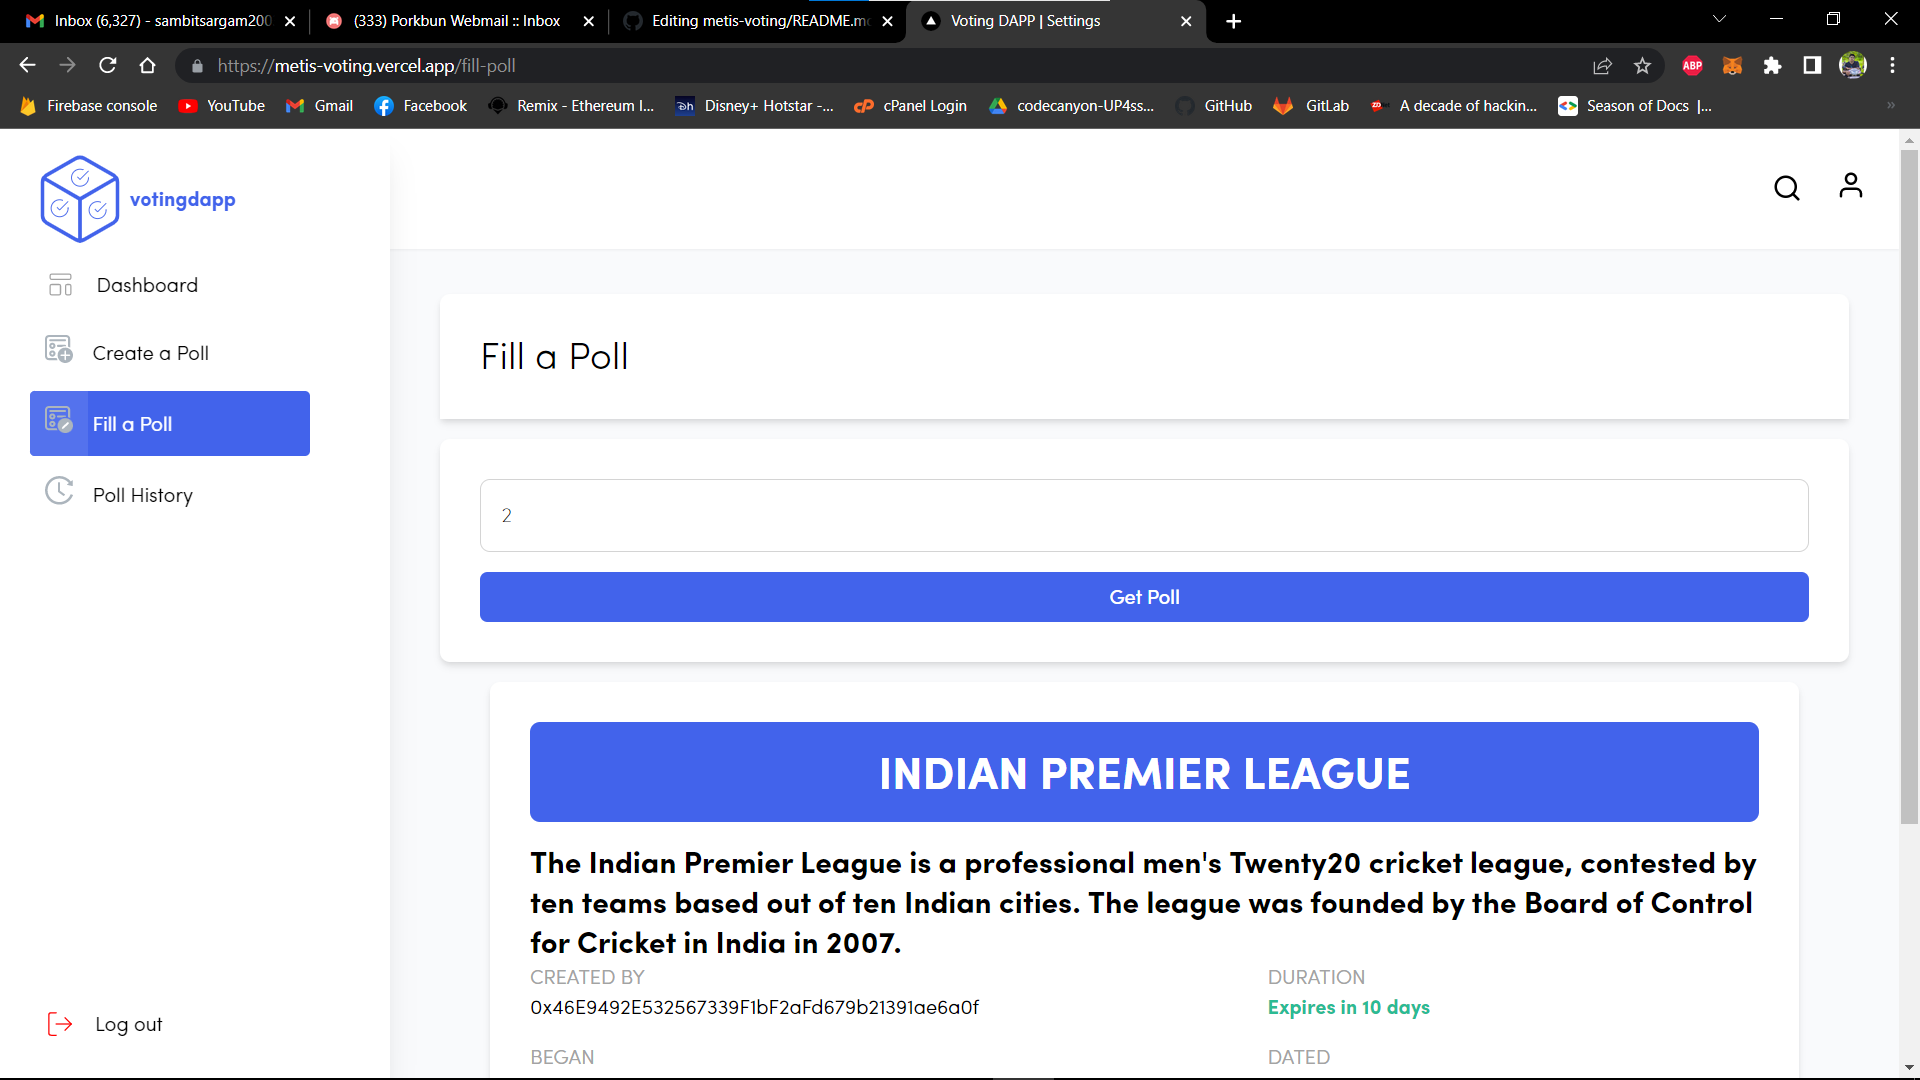 Inbox (6,327) - sambitsargam200
(333) Porkbun Webmail :: Inbox
Editing metis-voting/README.m
Voting DAPP | Settings
https://metis-voting.vercel.app/fill-poll
ABP
Firebase console
YouTube
Gmail
Facebook
Remix - Ethereum I...
Disney+ Hotstar -...
cPanel Login
codecanyon-UP4ss...
GitHub
GitLab
A decade of hackin...
Season of Docs |...
votingdapp
Dashboard
Create a Poll
Fill a Poll
Poll History
Log out
Fill a Poll
2
Get Poll
INDIAN PREMIER LEAGUE
The Indian Premier League is a professional men's Twenty20 cricket league, contested by
ten teams based out of ten Indian cities. The league was founded by the Board of Control
for Cricket in India in 2007.
CREATED BY
0x46E9492E532567339F1bF2aFd679b21391ae6a0f
DURATION
Expires in 10 days
BEGAN
DATED